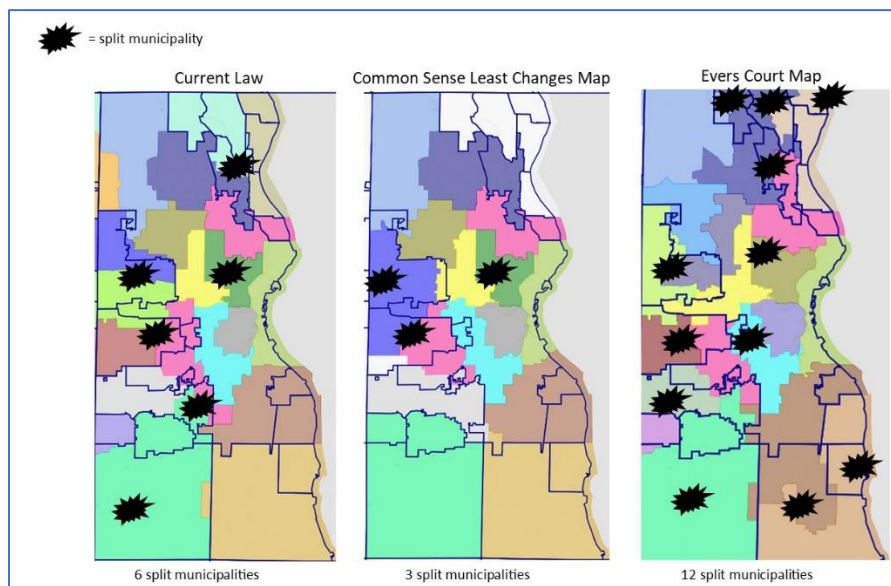 = split municipality
Current Law
Common Sense Least Changes Map
Evers Court Map
6 split municipalities
3 split municipalities
12 split municipalities